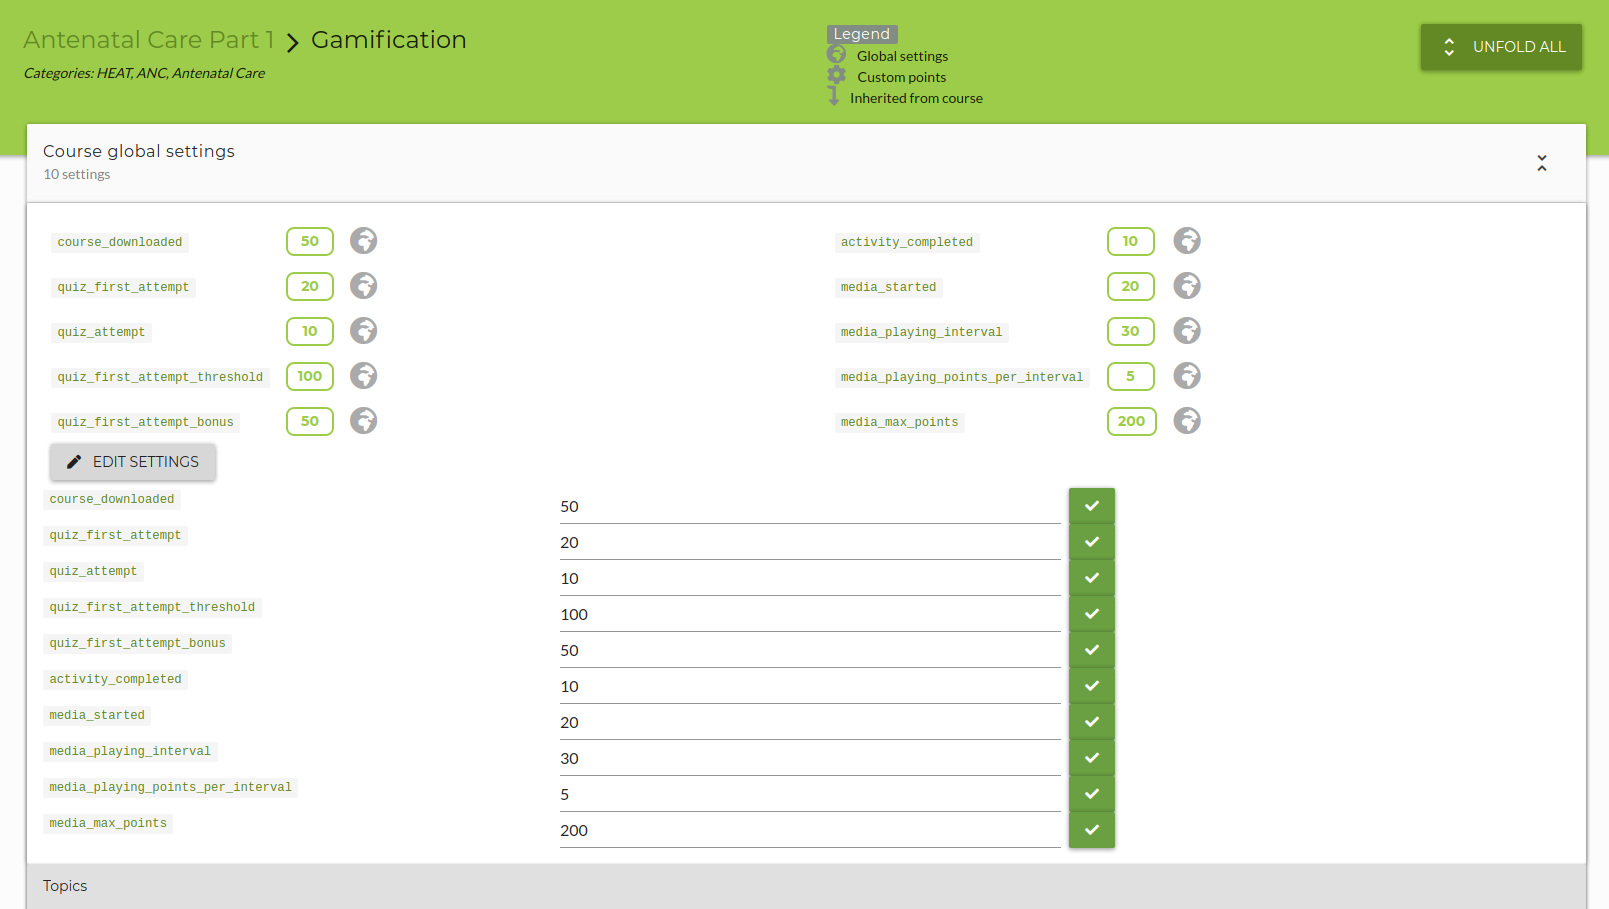 Antenatal Care Part 1 > Gamification
Categories: HEAT, ANC, Antenatal Care
Legend
Global settings
Custom points
Inherited from course
UNFOLD ALL
Course global settings
10 settings
course_downloaded 50 activity_completed 10
quiz_first_attempt 20 media_started 20
quiz_attempt 10 media_playing_interval 30
quiz_first_attempt_threshold 100 media_playing_points_per_interval 5
quiz_first_attempt_bonus 50 media_max_points 200
EDIT SETTINGS
course_downloaded 50
quiz_first_attempt 20
quiz_attempt 10
quiz_first_attempt_threshold 100
quiz_first_attempt_bonus 50
activity_completed 10
media_started 20
media_playing_interval 30
media_playing_points_per_interval 5
media_max_points 200
Topics